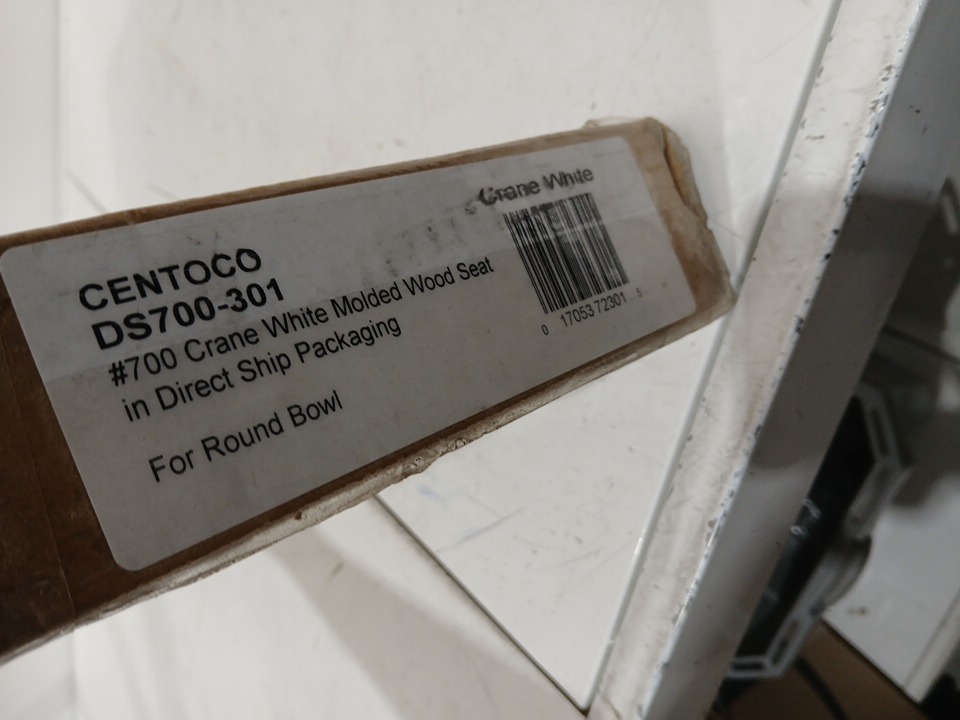 Crane White
CENTOCO
DS700-301
#700 Crane White Molded Wood Seat
in Direct Ship Packaging
For Round Bowl
0 17053 72301 5